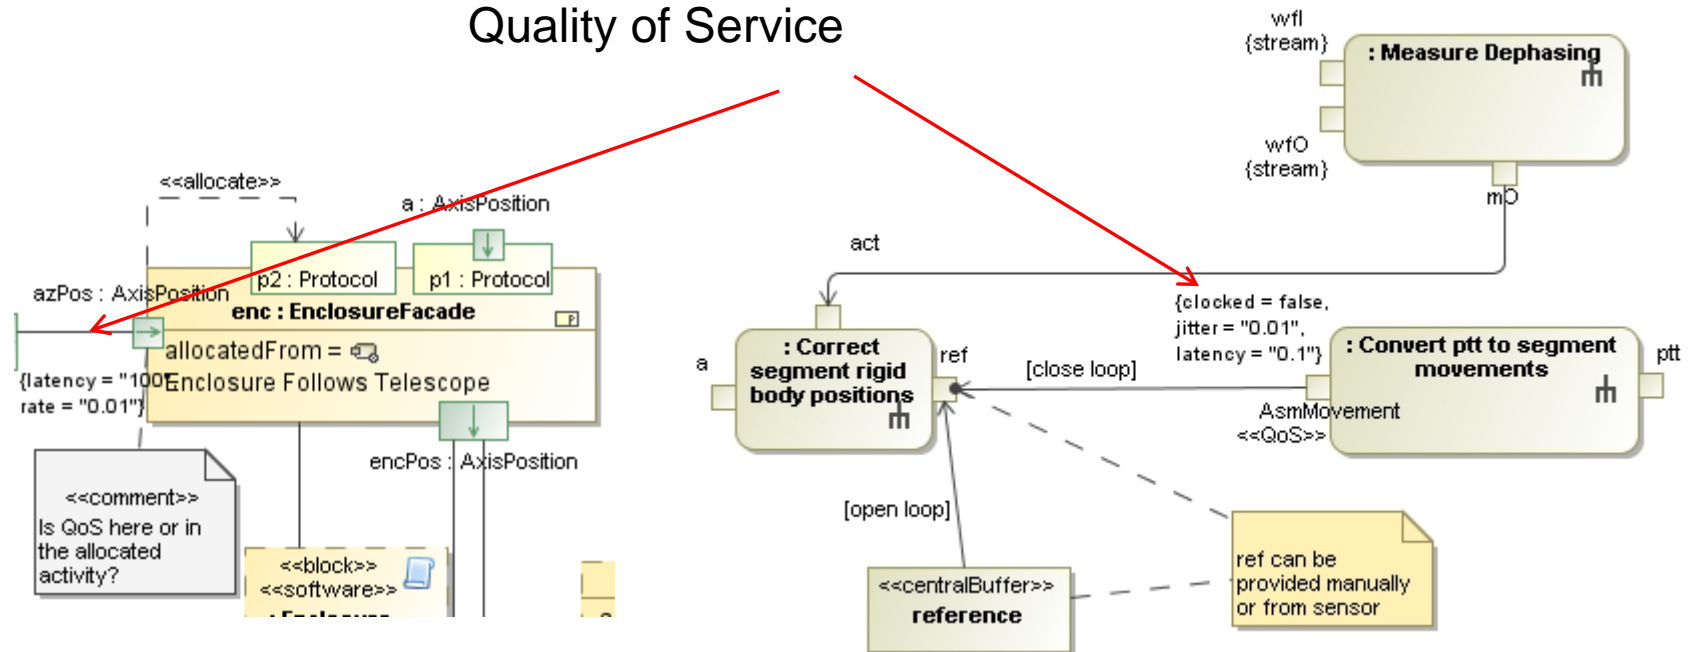 Quality of Service
<<allocate>>
a : AxisPosition
p2 : Protocol
p1 : Protocol
azPos : AxisPosition
enc : EnclosureFacade
allocatedFrom =
Enclosure Follows Telescope
{latency = "100"
rate = "0.01"}
encPos : AxisPosition
<<comment>>
Is QoS here or in
the allocated
activity?
<<block>>
<<software>>
wfI
{stream}
: Measure Dephasing
wfO
{stream}
mO
act
{clocked = false,
jitter = "0.01",
latency = "0.1"}
a
: Correct
segment rigid
body positions
ref
[close loop]
: Convert ptt to segment
movements
ptt
AsmMovement
<<QoS>>
[open loop]
<<centralBuffer>>
reference
ref can be
provided manually
or from sensor